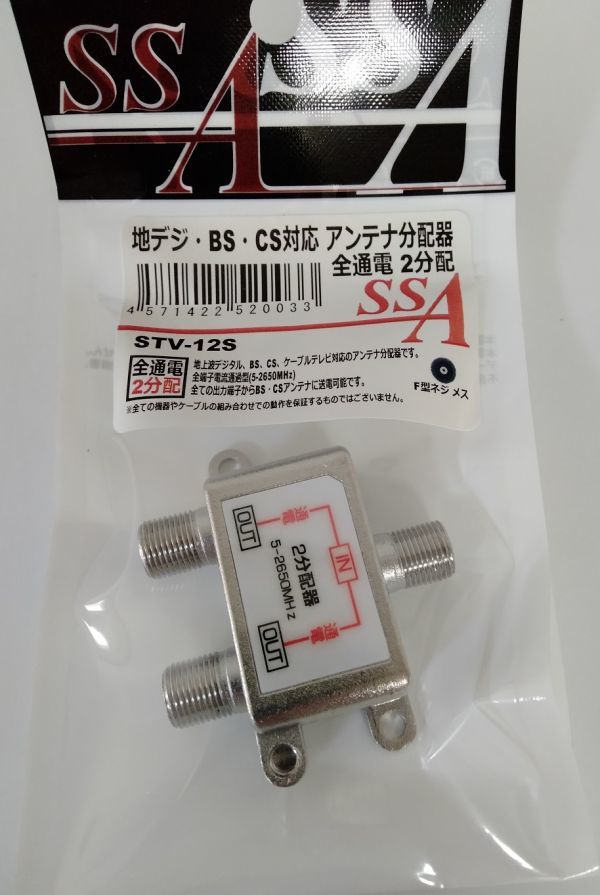 SSA
SSA
地デジ・BS・CS対応 アンテナ分配器
全通電 2分配
4 571422 520033
SSA
STV-12S
全通電
2分配
地上波デジタル、BS、CS、ケーブルテレビ対応のアンテナ分配器です。
全端子電流通過型(5-2650MHz)
全ての出力端子からBS・CSアンテナに送電可能です。
F型ネジ メス
※全ての機器やケーブルの組み合わせでの動作を保証するものではございません。
OUT
通電
IN
2分配器
5-2650MHz
通電
OUT